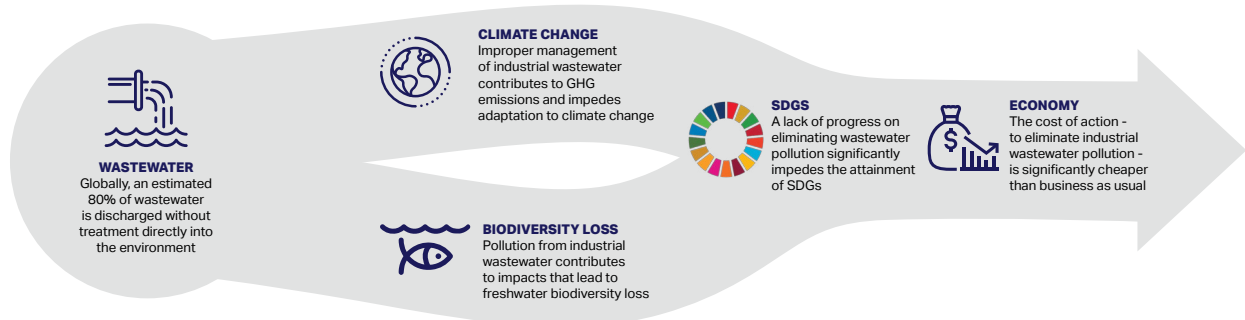 WASTEWATER
Globally, an estimated
80% of wastewater
is discharged without
treatment directly into
the environment
CLIMATE CHANGE
Improper management
of industrial wastewater
contributes to GHG
emissions and impedes
adaptation to climate change
BIODIVERSITY LOSS
Pollution from industrial
wastewater contributes
to impacts that lead to
freshwater biodiversity loss
SDGS
A lack of progress on
eliminating wastewater
pollution significantly
impedes the attainment
of SDGs
$
ECONOMY
The cost of action -
to eliminate industrial
wastewater pollution -
is significantly cheaper
than business as usual